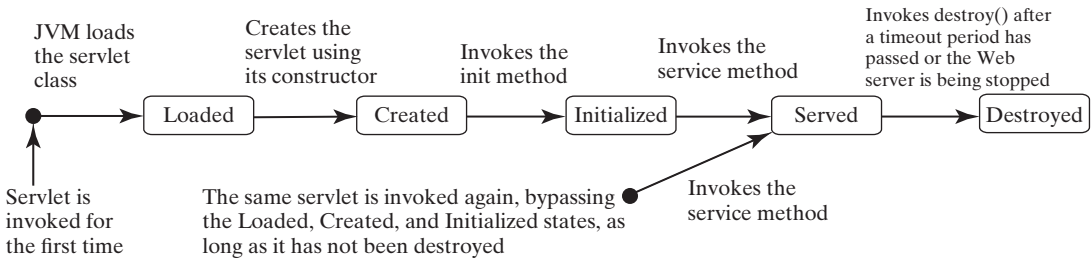 JVM loads
the servlet
class
Creates the
servlet using
its constructor
Invokes the
init method
Invokes the
service method
Invokes destroy() after
a timeout period has
passed or the Web
server is being stopped
Loaded
Created
Initialized
Served
Destroyed
Servlet is
invoked for
the first time
The same servlet is invoked again, bypassing
the Loaded, Created, and Initialized states, as
long as it has not been destroyed
Invokes the
service method